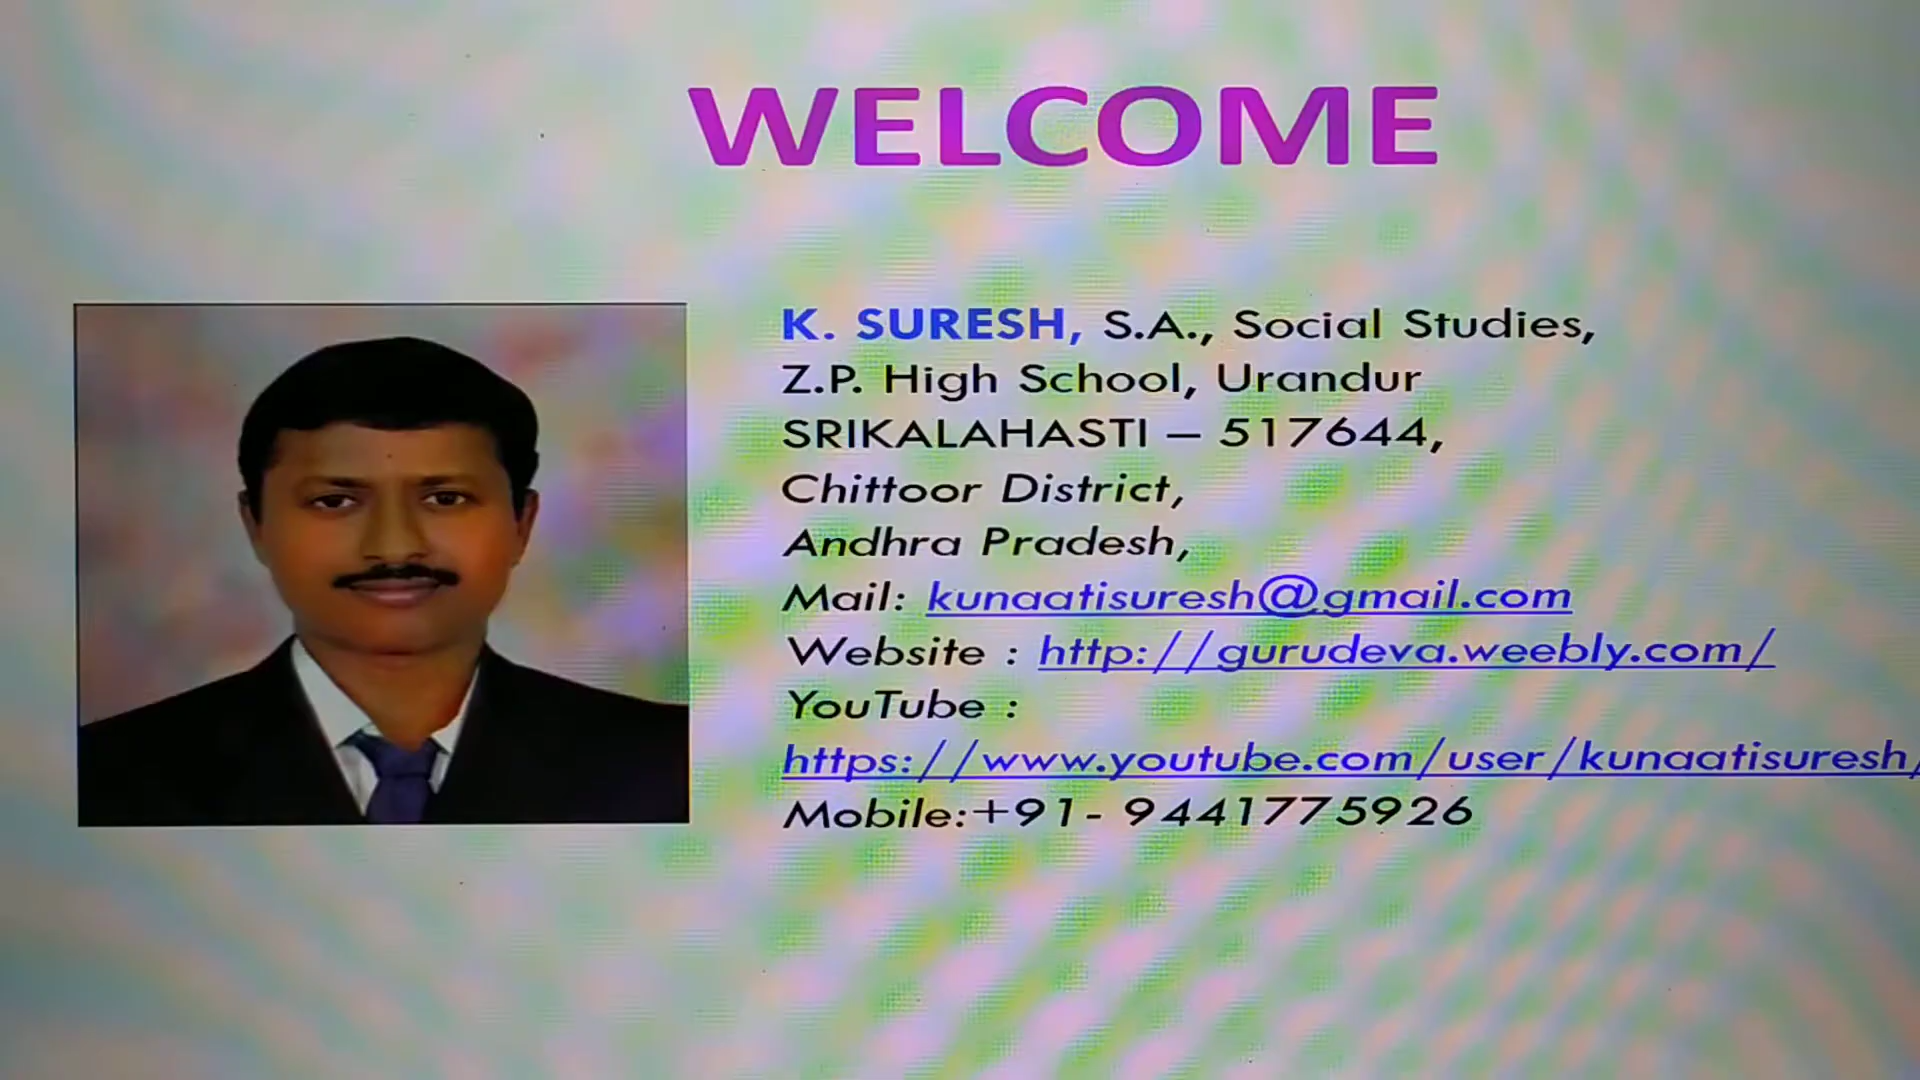 WELCOME
K. SURESH, S.A., Social Studies,
Z.P. High School, Urandur
SRIKALAHASTI – 517644,
Chittoor District,
Andhra Pradesh,
Mail: kunaatisuresh@gmail.com
Website : http://gurudeva.weebly.com/
YouTube :
https://www.youtube.com/user/kunaatisuresh/
Mobile:+91- 9441775926